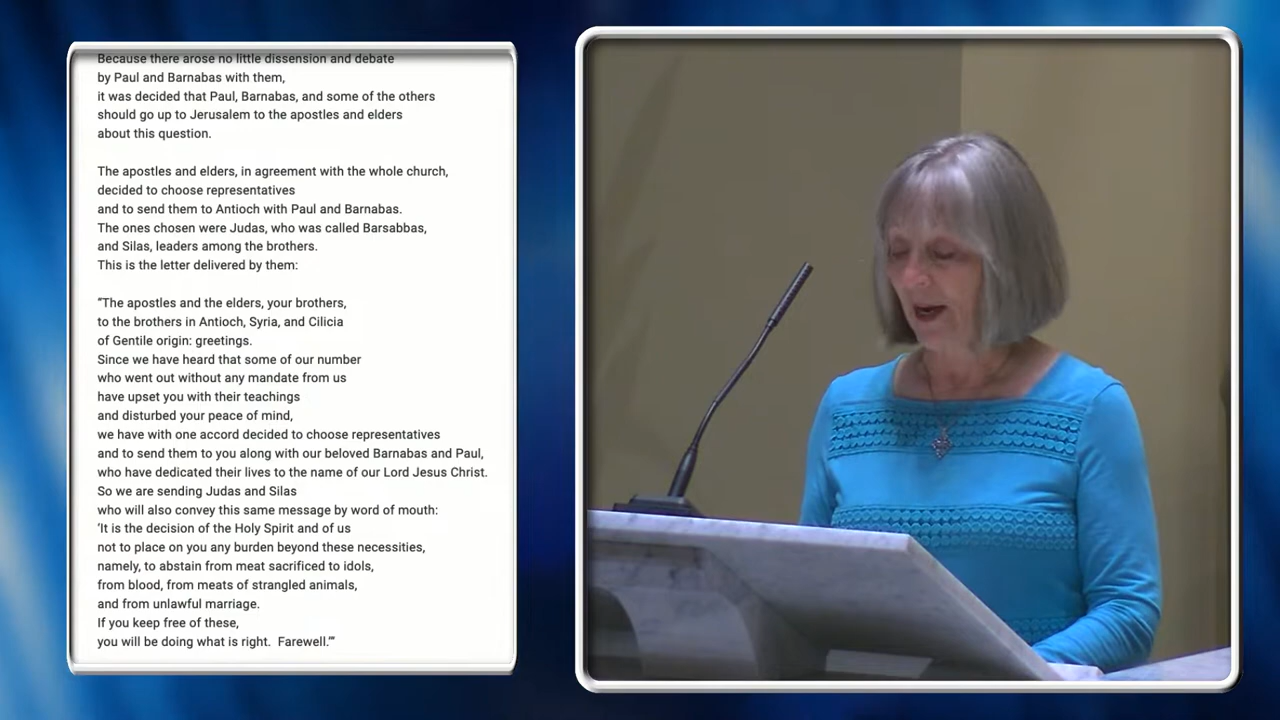 Because there arose no little dissension and debate
by Paul and Barnabas with them,
it was decided that Paul, Barnabas, and some of the others
should go up to Jerusalem to the apostles and elders
about this question.
The apostles and elders, in agreement with the whole church,
decided to choose representatives
and to send them to Antioch with Paul and Barnabas.
The ones chosen were Judas, who was called Barsabbas,
and Silas, leaders among the brothers.
This is the letter delivered by them:
“The apostles and the elders, your brothers,
to the brothers in Antioch, Syria, and Cilicia
of Gentile origin: greetings.
Since we have heard that some of our number
who went out without any mandate from us
have upset you with their teachings
and disturbed your peace of mind,
we have with one accord decided to choose representatives
and to send them to you along with our beloved Barnabas and Paul,
who have dedicated their lives to the name of our Lord Jesus Christ.
So we are sending Judas and Silas
who will also convey this same message by word of mouth:
‘It is the decision of the Holy Spirit and of us
not to place on you any burden beyond these necessities,
namely, to abstain from meat sacrificed to idols,
from blood, from meats of strangled animals,
and from unlawful marriage.
If you keep free of these,
you will be doing what is right.  Farewell.’”